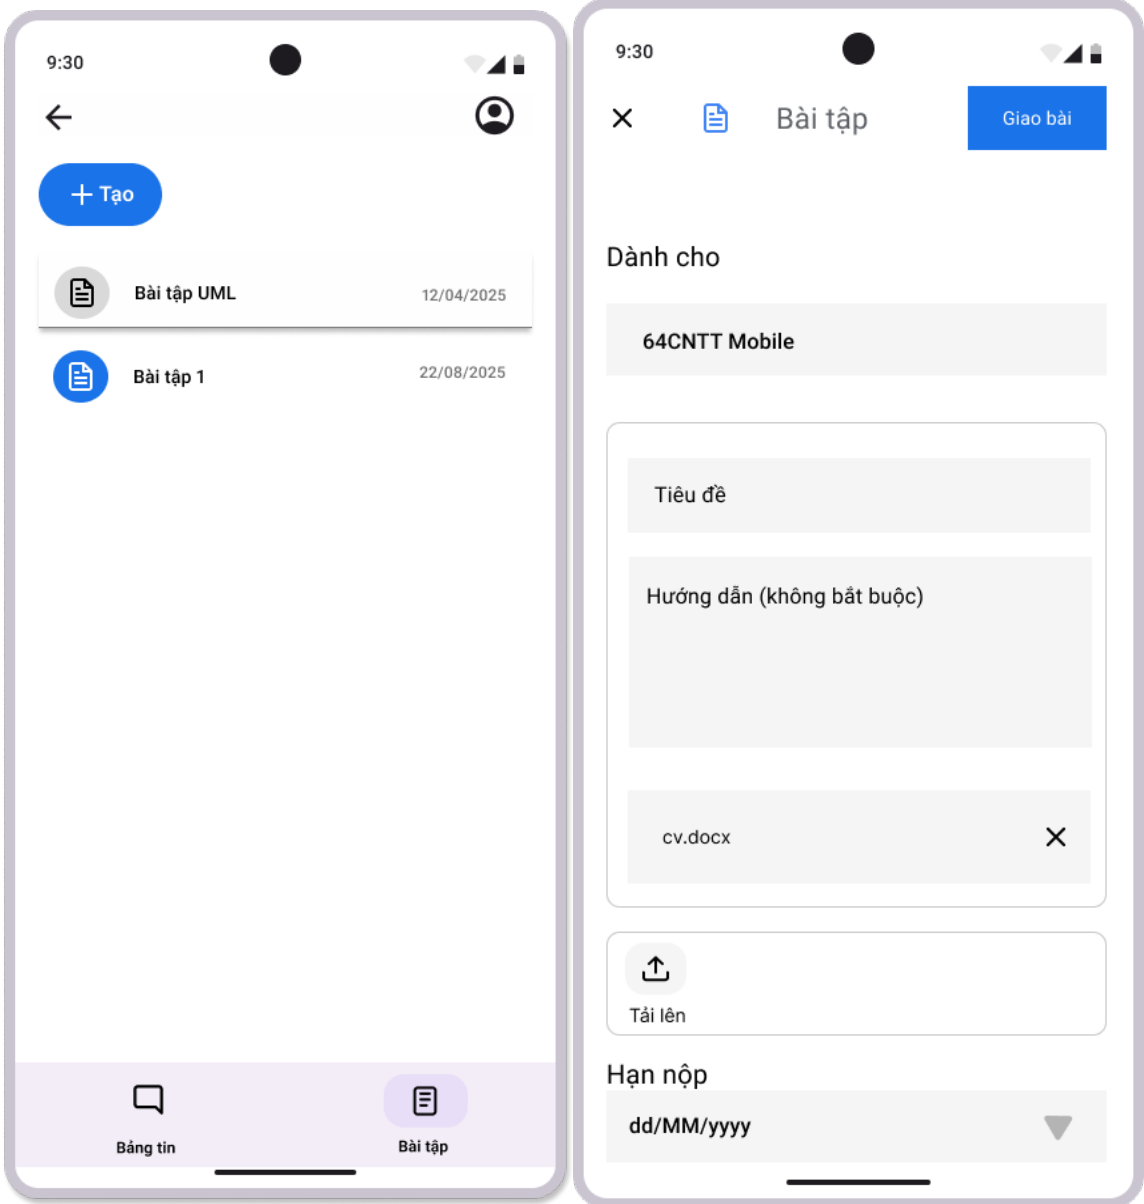 9:30
+ Tạo
Bài tập UML
12/04/2025
Bài tập 1
22/08/2025
Bảng tin
Bài tập
9:30
Bài tập
Giao bài
Dành cho
64CNTT Mobile
Tiêu đề
Hướng dẫn (không bắt buộc)
cv.docx
Tải lên
Hạn nộp
dd/MM/yyyy